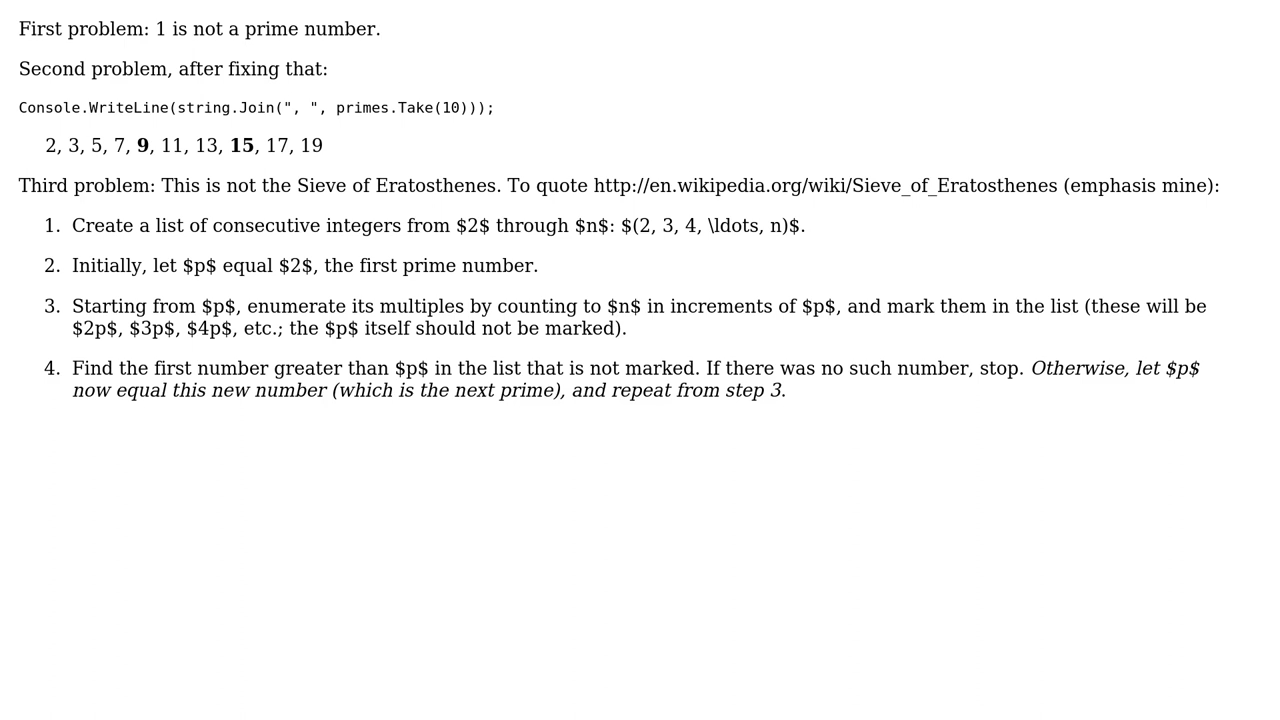 First problem: 1 is not a prime number.
Second problem, after fixing that:
Console.WriteLine(string.Join(", ", primes.Take(10)));
2, 3, 5, 7, 9, 11, 13, 15, 17, 19
Third problem: This is not the Sieve of Eratosthenes. To quote http://en.wikipedia.org/wiki/Sieve_of_Eratosthenes (emphasis mine):
1. Create a list of consecutive integers from $2$ through $n$: $(2, 3, 4, \ldots, n)$.
2. Initially, let $p$ equal $2$, the first prime number.
3. Starting from $p$, enumerate its multiples by counting to $n$ in increments of $p$, and mark them in the list (these will be
$2p$, $3p$, $4p$, etc.; the $p$ itself should not be marked).
4. Find the first number greater than $p$ in the list that is not marked. If there was no such number, stop. Otherwise, let $p$
now equal this new number (which is the next prime), and repeat from step 3.